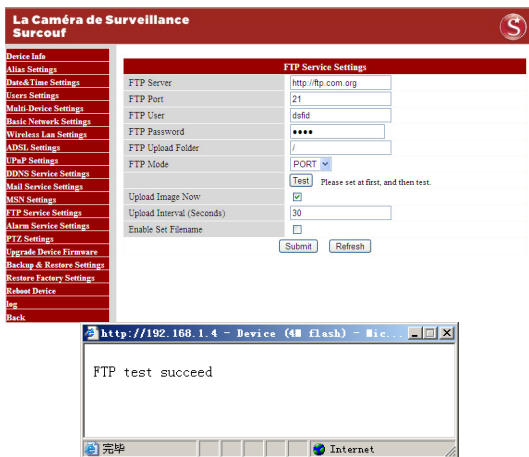 La Caméra de Surveillance
Surcouf
S
Device Info
Alias Settings
Date&Time Settings
Users Settings
Multi-Device Settings
Basic Network Settings
Wireless Lan Settings
ADSL Settings
UPnP Settings
DDNS Service Settings
Mail Service Settings
MSN Settings
FTP Service Settings
Alarm Service Settings
PTZ Settings
Upgrade Device Firmware
Backup & Restore Settings
Restore Factory Settings
Reboot Device
log
Back
FTP Service Settings
FTP Server http://ftp.com.org
FTP Port 21
FTP User dsfid
FTP Password ••••
FTP Upload Folder /
FTP Mode PORT
Test Please set at first, and then test.
Upload Image Now
Upload Interval (Seconds) 30
Enable Set Filename
Submit Refresh
http://192.168.1.4 - Device (4M flash) - Mic...
FTP test succeed
完毕 Internet